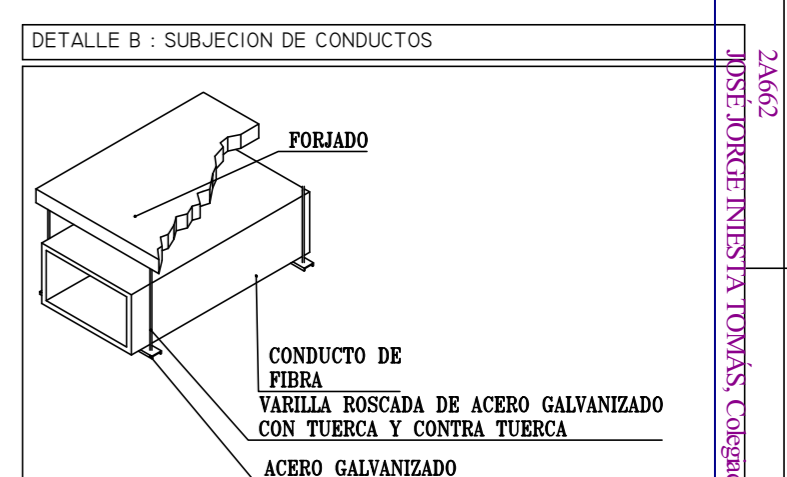 DETALLE B : SUBJECION DE CONDUCTOS
FORJADO
CONDUCTO DE
FIBRA
VARILLA ROSCADA DE ACERO GALVANIZADO
CON TUERCA Y CONTRA TUERCA
ACERO GALVANIZADO
2A662
JOSÉ JORGE INIESTA TOMÁS, Colegiad